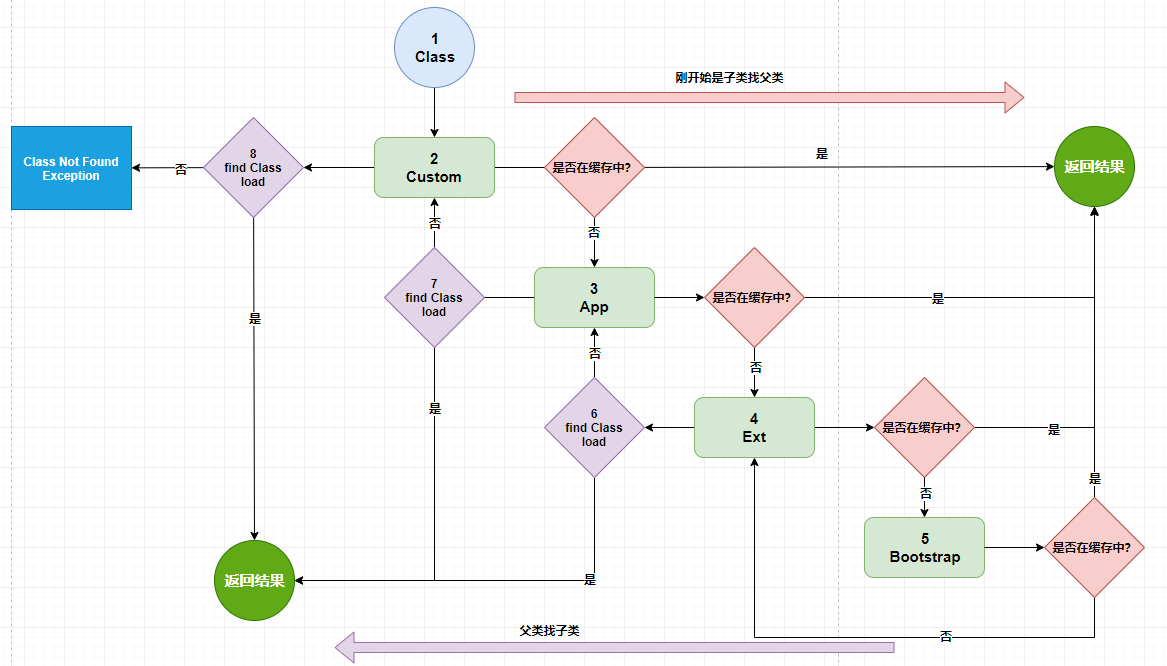 1
Class
刚开始是子类找父类
Class Not Found
Exception
否
8
find Class
load
2
Custom
是否在缓存中?
是
返回结果
否
否
7
find Class
load
3
App
是否在缓存中?
是
是
否
否
是
6
find Class
load
4
Ext
是否在缓存中?
是
否
是
5
Bootstrap
是否在缓存中?
返回结果
是
父类找子类
否